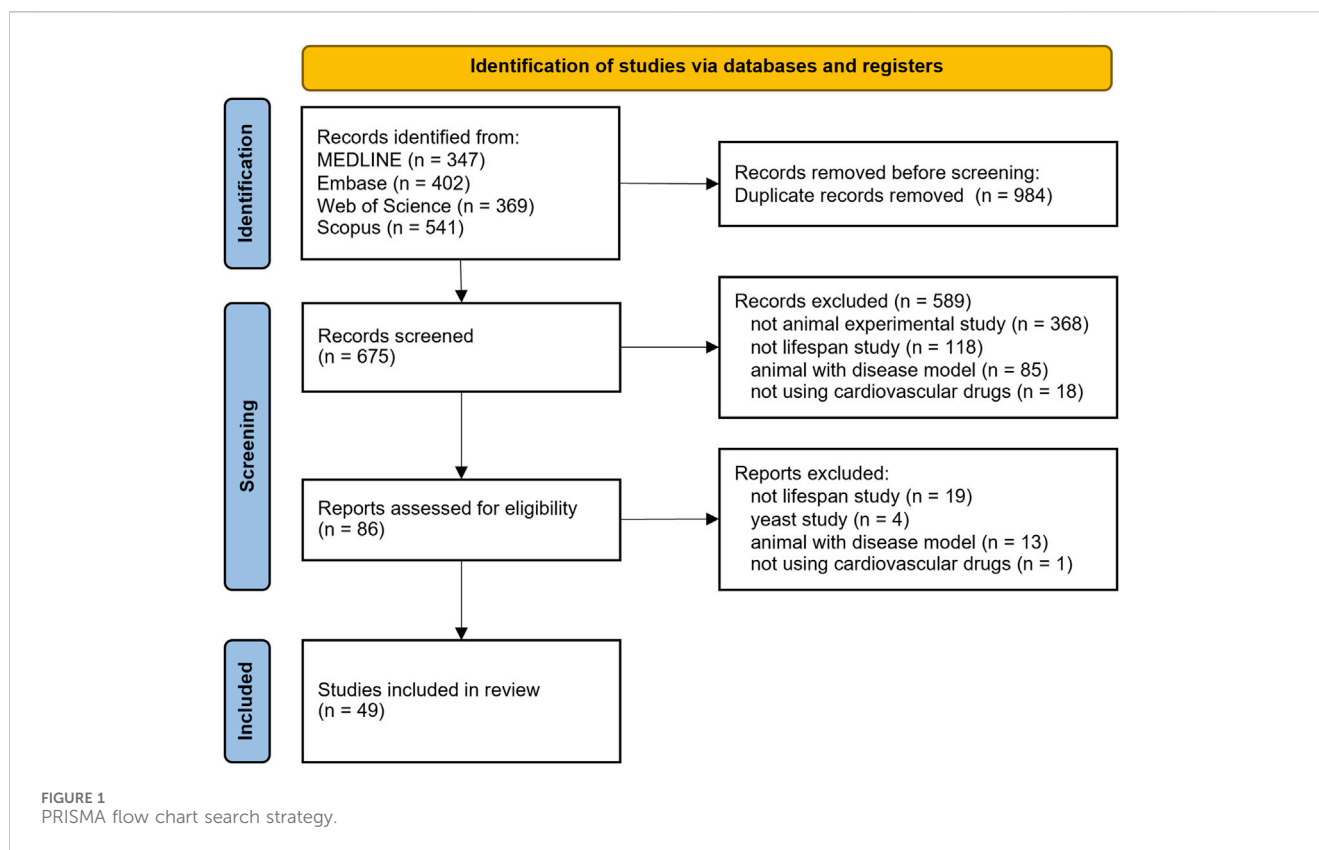 Identification of studies via databases and registers
Identification
Records identified from:
MEDLINE (n = 347)
Embase (n = 402)
Web of Science (n = 369)
Scopus (n = 541)
Records removed before screening:
Duplicate records removed (n = 984)
Screening
Records screened
(n = 675)
Records excluded (n = 589)
not animal experimental study (n = 368)
not lifespan study (n = 118)
animal with disease model (n = 85)
not using cardiovascular drugs (n = 18)
Reports assessed for eligibility
(n = 86)
Reports excluded:
not lifespan study (n = 19)
yeast study (n = 4)
animal with disease model (n = 13)
not using cardiovascular drugs (n = 1)
Included
Studies included in review
(n = 49)
FIGURE 1
PRISMA flow chart search strategy.